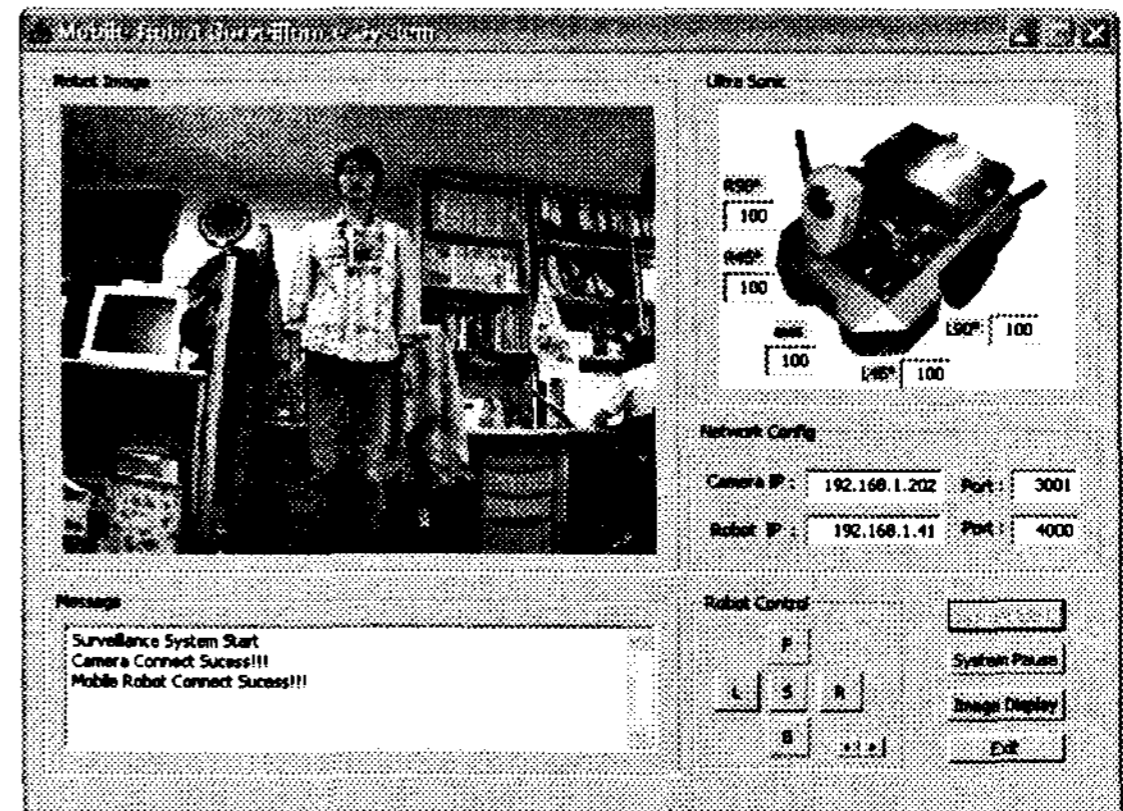 Mobile Robot Surveillance System
Robot Image
Ultra Sonic
R90°
100
R45°
100
100
L45°
100
L90°
100
Network Config
Camera IP :
192.168.1.202
Port :
3001
Robot IP :
192.168.1.41
Port :
4000
Message
Surveillance System Start
Camera Connect Sucess!!!
Mobile Robot Connect Sucess!!!
Robot Control
F
L
S
R
B
System Pause
Image Display
Exit